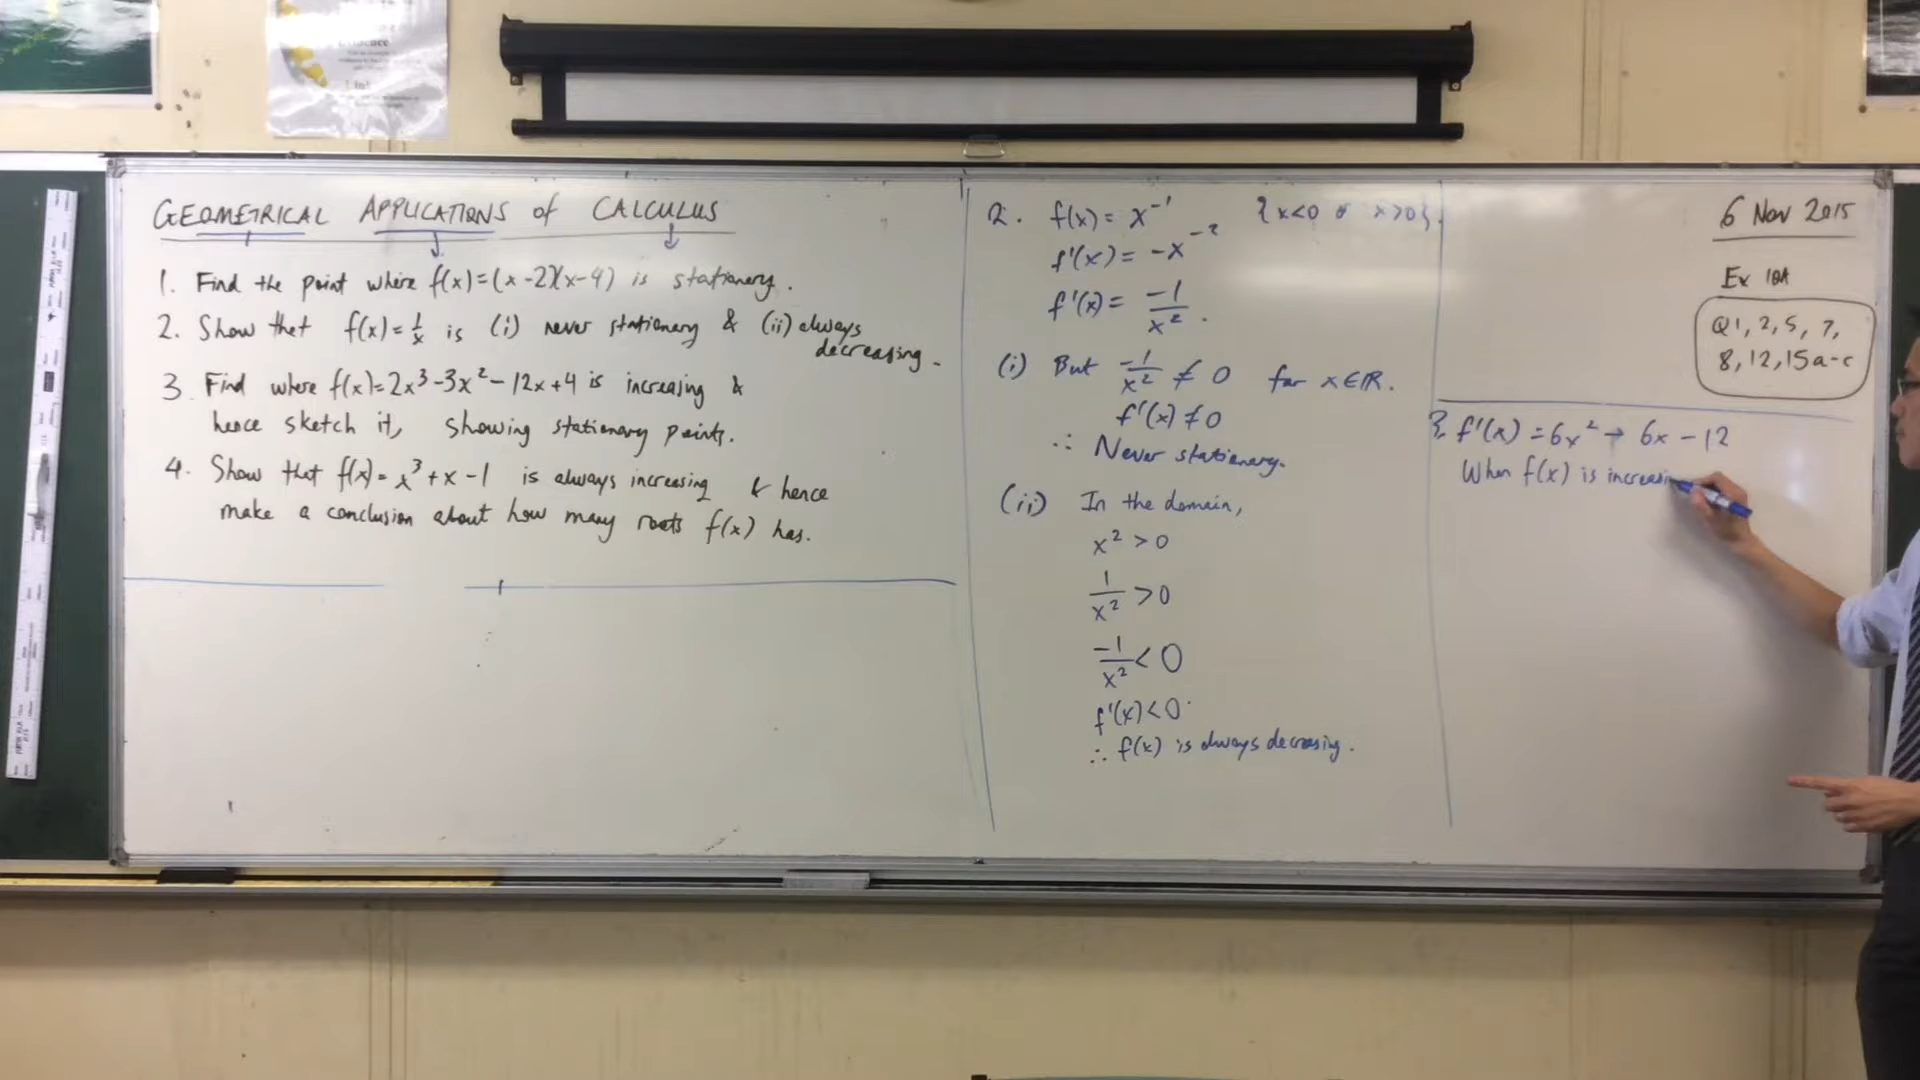 GEOMETRICAL APPLICATIONS of CALCULUS
1. Find the point where f(x)=(x-2)(x-4) is stationary.
2. Show that f(x)=1/x is (i) never stationary & (ii) always
decreasing.
3. Find where f(x)=2x³-3x²-12x+4 is increasing &
hence sketch it, showing stationary points.
4. Show that f(x)=x³+x-1 is always increasing & hence
make a conclusion about how many roots f(x) has.
2. f(x)=x⁻¹ {x<0 or x>0}.
f'(x)=-x⁻²
f'(x)=-1/x².
(i) But -1/x² ≠ 0 for x∈ℝ.
f'(x)≠0
∴ Never stationary.
(ii) In the domain,
x²>0
1/x²>0
-1/x²<0
f'(x)<0
∴ f(x) is always decreasing.
6 Nov 2015
Ex 10A
Q1, 2, 5, 7,
8, 12, 15a-c
3. f'(x)=6x²-6x-12
When f(x) is increasin